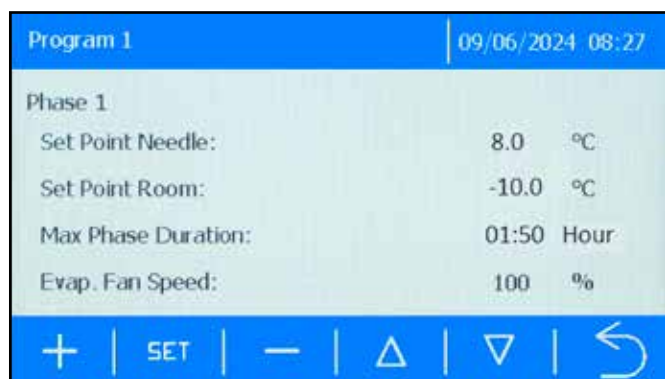 Program 1 09/06/2024 08:27
Phase 1
Set Point Needle: 8.0 °C
Set Point Room: -10.0 °C
Max Phase Duration: 01:50 Hour
Evap. Fan Speed: 100 %
+ SET −